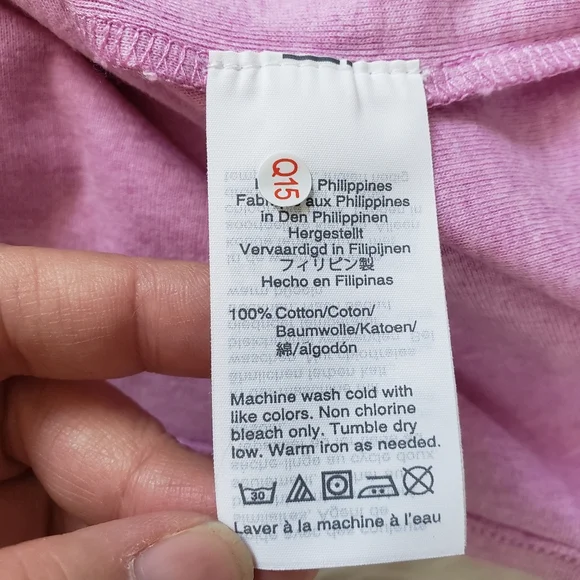 Q15
Philippines
aux Philippines
in Den Philippinen
Hergestellt
Vervaardigd in Filipijnen
フィリピン製
Hecho en Filipinas
100% Cotton/Coton/
Baumwolle/Katoen/
綿/algodón
Machine wash cold with
like colors. Non chlorine
bleach only. Tumble dry
low. Warm iron as needed.
30
Laver à la machine à l'eau